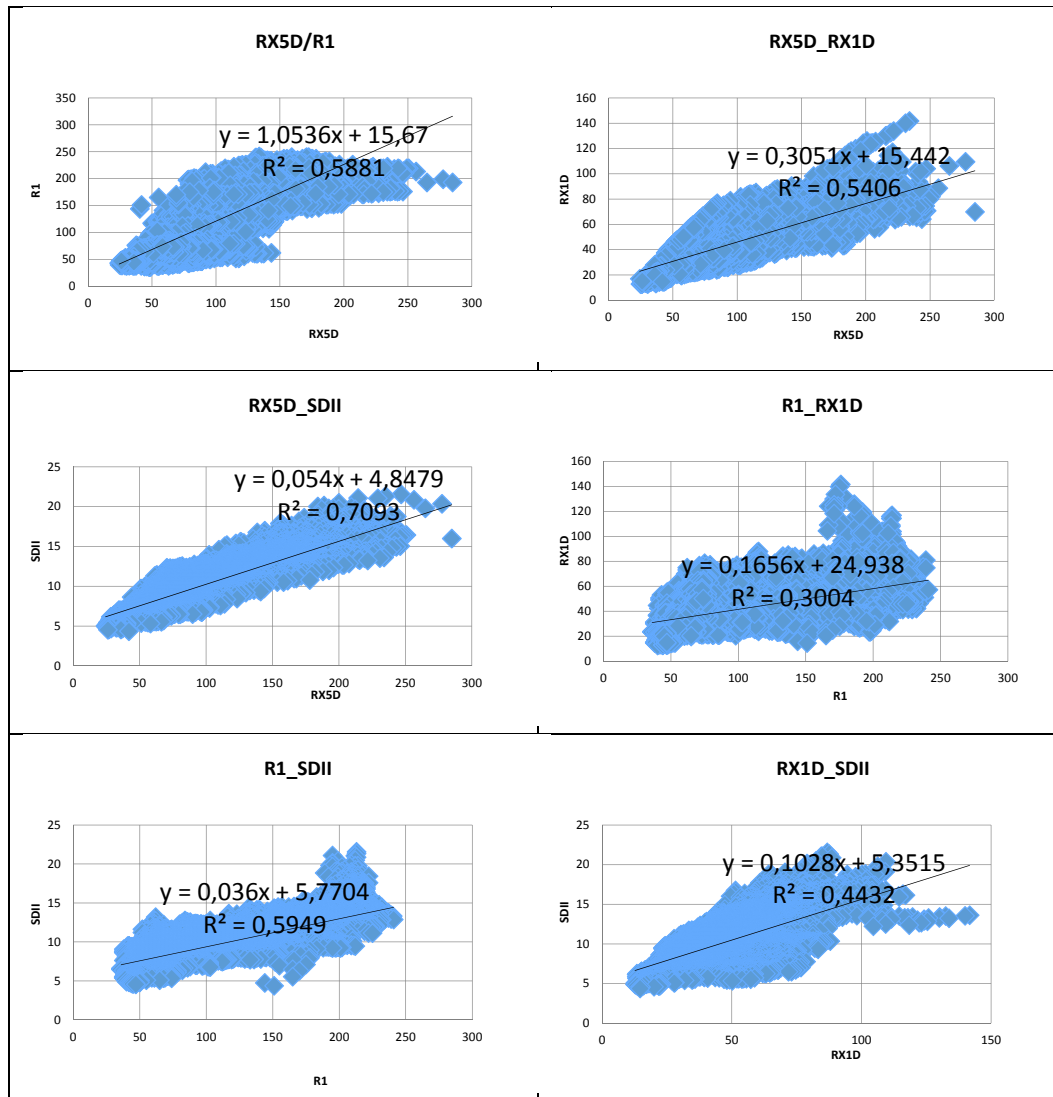 RX5D/R1
R1
350
300
250
200
150
100
50
0
y = 1,0536x + 15,67
R² = 0,5881
0 50 100 150 200 250 300
RX5D
RX5D_RX1D
RX1D
160
140
120
100
80
60
40
20
0
y = 0,3051x + 15,442
R² = 0,5406
0 50 100 150 200 250 300
RX5D
RX5D_SDII
SDII
25
20
15
10
5
0
y = 0,054x + 4,8479
R² = 0,7093
0 50 100 150 200 250 300
RX5D
R1_RX1D
RX1D
160
140
120
100
80
60
40
20
0
y = 0,1656x + 24,938
R² = 0,3004
0 50 100 150 200 250 300
R1
R1_SDII
SDII
25
20
15
10
5
0
y = 0,036x + 5,7704
R² = 0,5949
0 50 100 150 200 250 300
R1
RX1D_SDII
SDII
25
20
15
10
5
0
y = 0,1028x + 5,3515
R² = 0,4432
0 50 100 150
RX1D